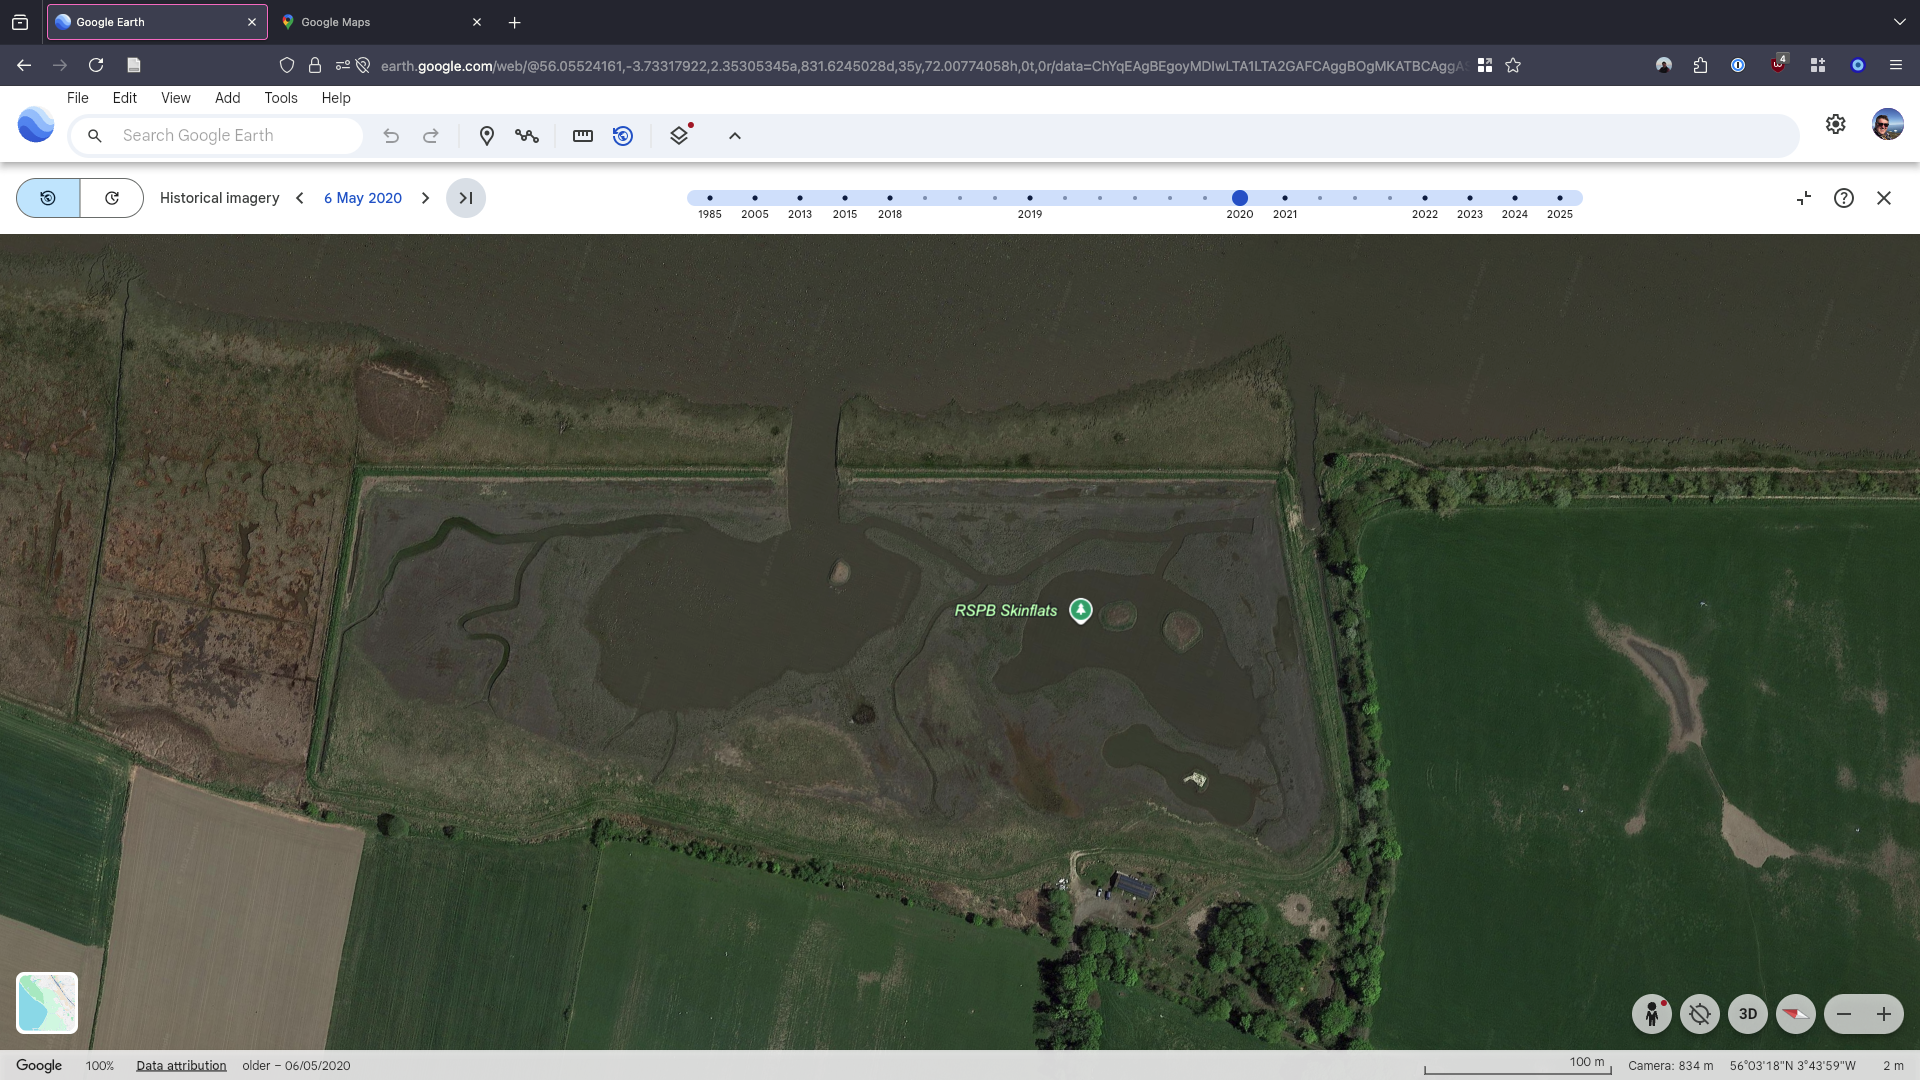 Google Earth
Google Maps
earth.google.com/web/@56.05524161,-3.73317922,2.35305345a,831.6245028d,35y,72.00774058h,0t,0r/data=ChYqEAgBEgoyMDIwLTA1LTA2GAFCAggBOgMKATBCAggAS
4
File Edit View Add Tools Help
Search Google Earth
Historical imagery
6 May 2020
1985 2005 2013 2015 2018 2019 2020 2021 2022 2023 2024 2025
RSPB Skinflats
3D
Google
100%
Data attribution
older – 06/05/2020
100 m
Camera: 834 m
56°03'18"N 3°43'59"W
2 m